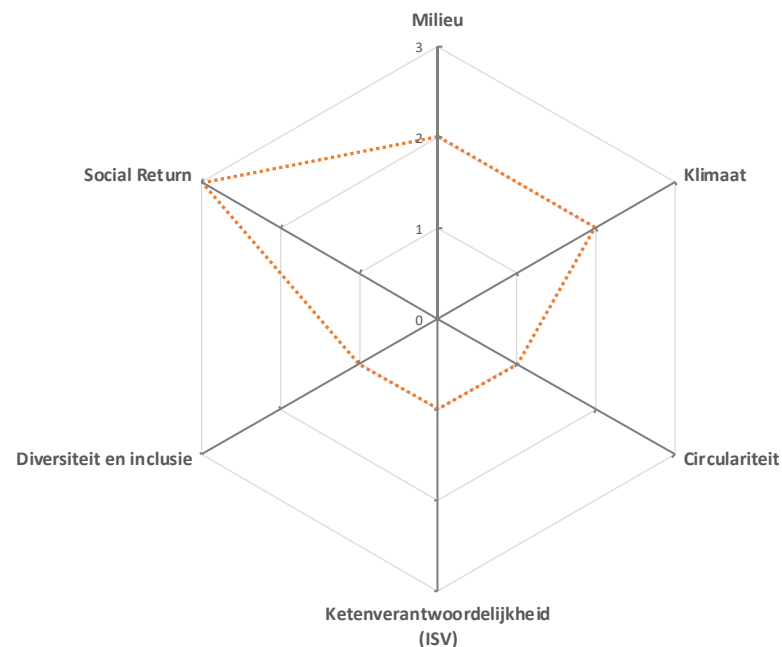 Milieu
3
2
1
0
Klimaat
Circulariteit
Ketenverantwoordelijkheid
(ISV)
Diversiteit en inclusie
Social Return